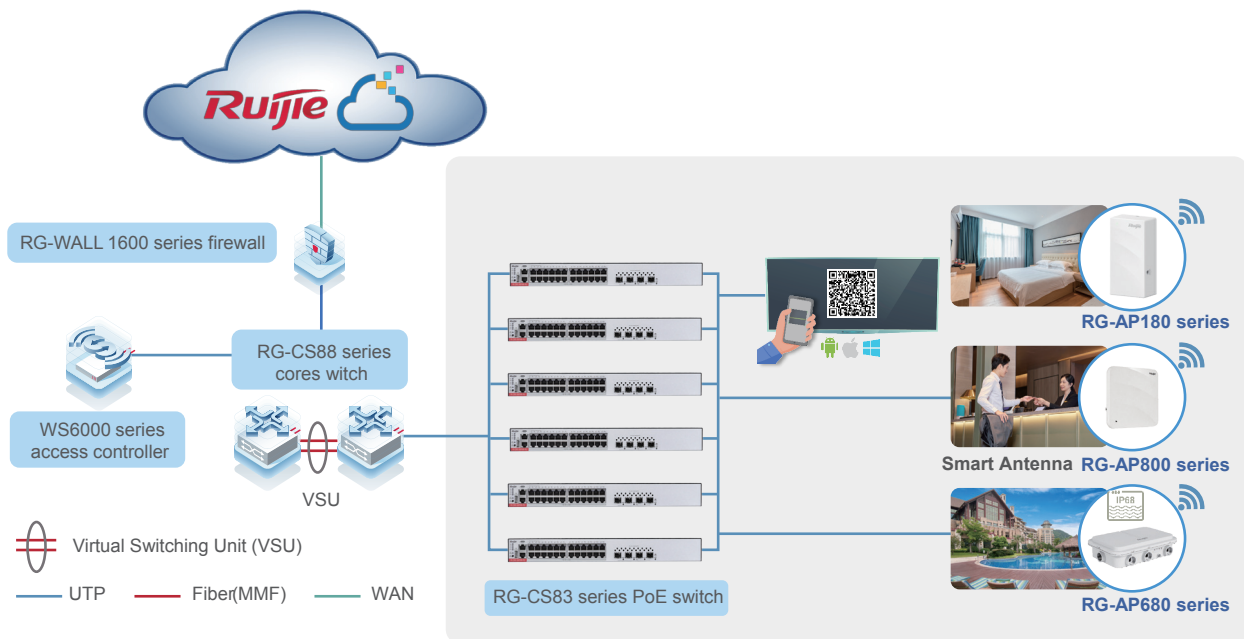 Ruijie
RG-WALL 1600 series firewall
RG-CS88 series
cores witch
WS6000 series
access controller
VSU
Virtual Switching Unit (VSU)
UTP
Fiber(MMF)
WAN
RG-CS83 series PoE switch
RG-AP180 series
Smart Antenna
RG-AP800 series
IP68
RG-AP680 series